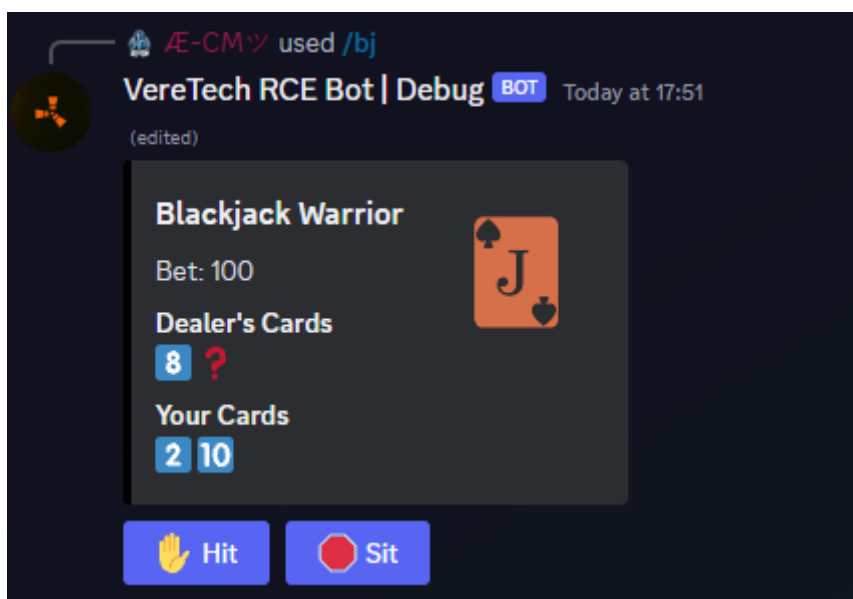 Æ-CMツ used /bj
VereTech RCE Bot | Debug BOT Today at 17:51
(edited)
Blackjack Warrior
J
Bet: 100
Dealer's Cards
8 ❓
Your Cards
2 10
Hit Sit